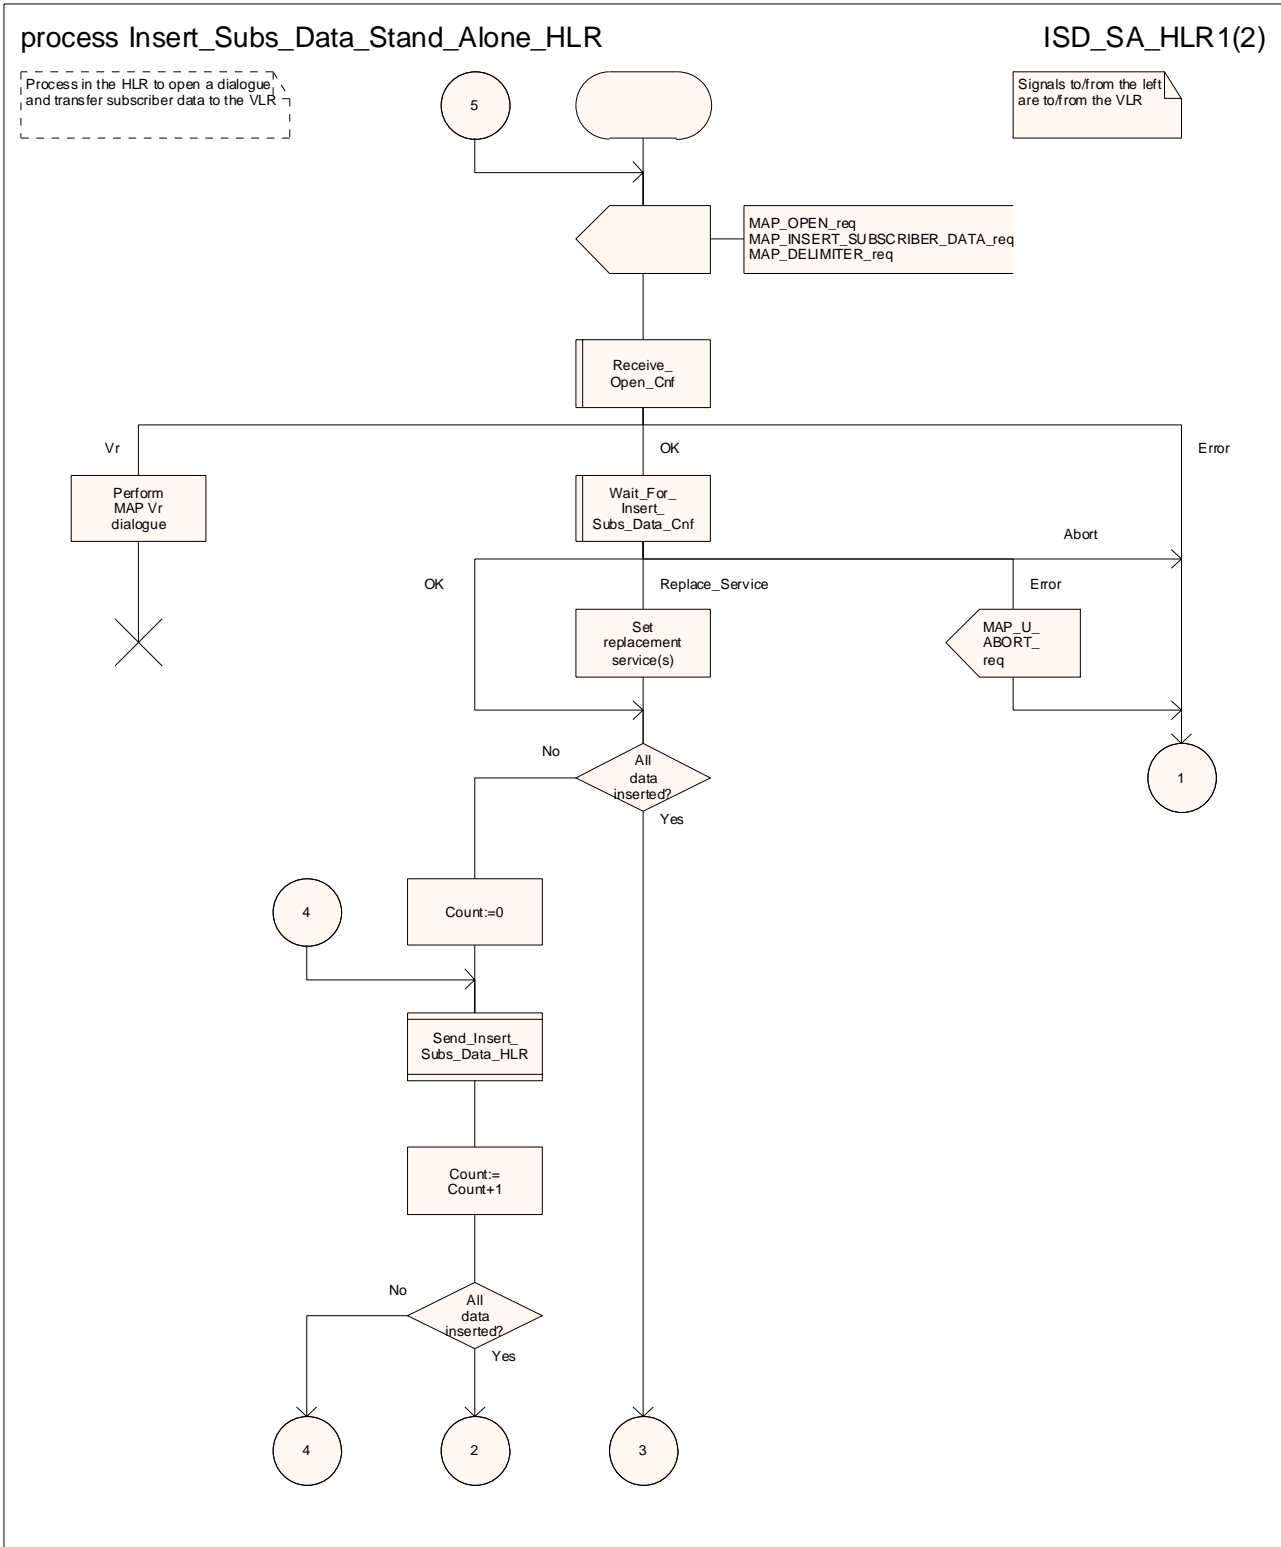 process Insert_Subs_Data_Stand_Alone_HLR
ISD_SA_HLR1(2)
Process in the HLR to open a dialogue
and transfer subscriber data to the VLR
5
Signals to/from the left
are to/from the VLR
MAP_OPEN_req
MAP_INSERT_SUBSCRIBER_DATA_req
MAP_DELIMITER_req
Receive_
Open_Cnf
Vr
OK
Error
Perform
MAP Vr
dialogue
Wait_For_
Insert_
Subs_Data_Cnf
Abort
OK
Replace_Service
Error
Set
replacement
service(s)
MAP_U_
ABORT_
req
No
All
data
inserted?
Yes
1
4
Count:=0
Send_Insert_
Subs_Data_HLR
Count:=
Count+1
No
All
data
inserted?
Yes
4
2
3